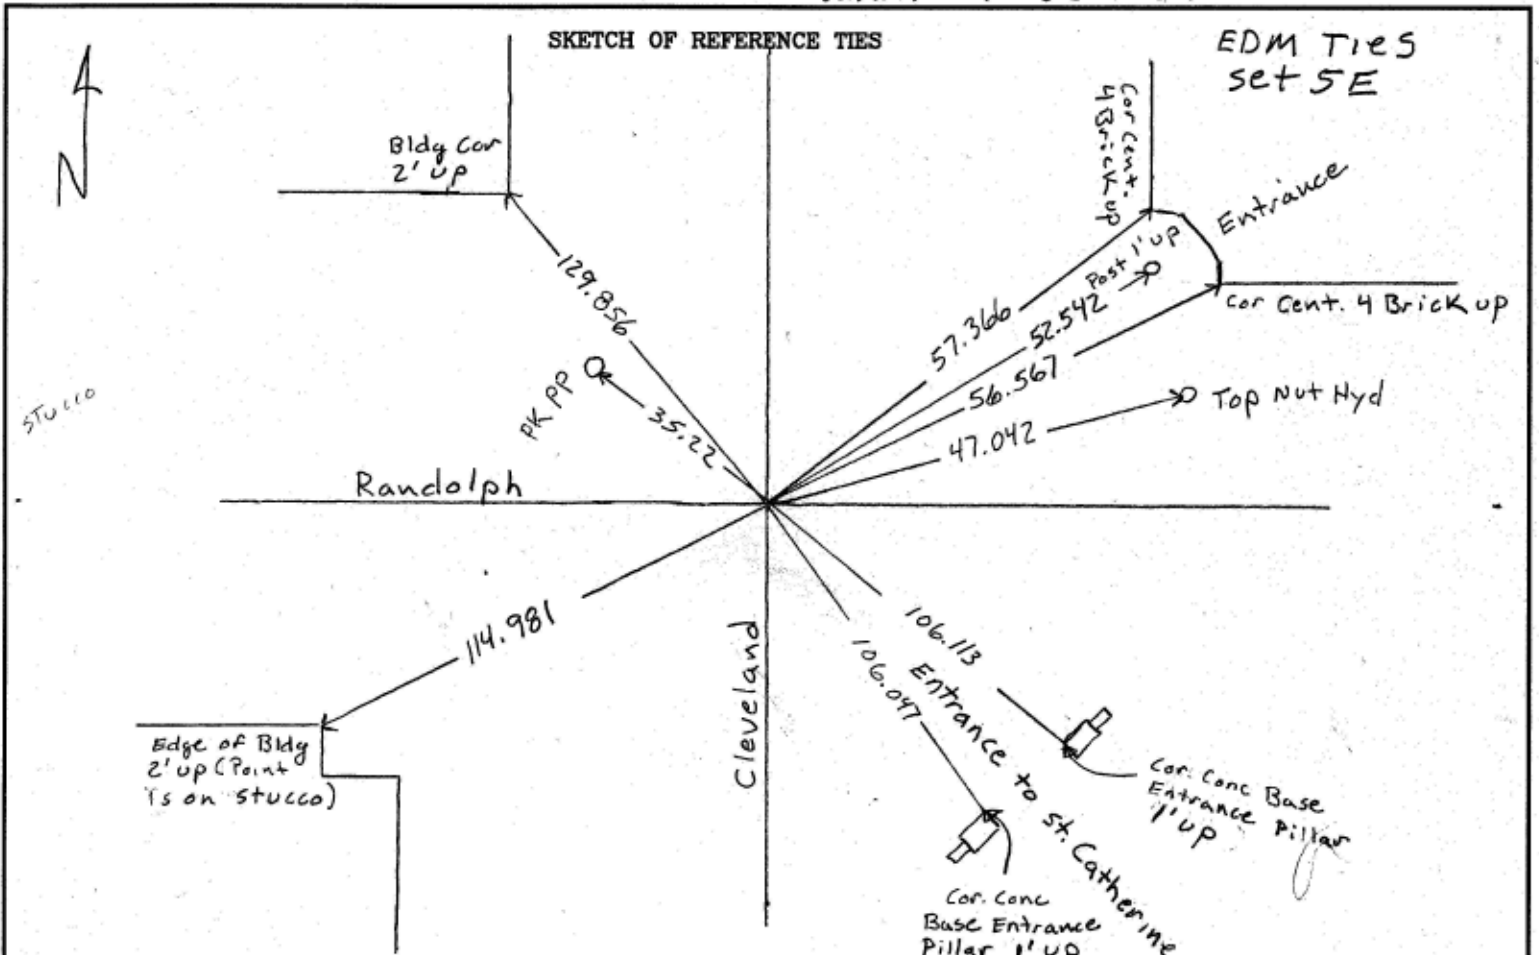 SKETCH OF REFERENCE TIES
EDM Ties
set 5E
N
Bldg Cor
2' up
Cor Cent.
4 Brick up
Entrance
Post 1' up
Cor Cent. 4 Brick up
129.856
57.366
52.542
56.567
47.042
Top Nut Hyd
PK PP
35.22
STUCCO
Randolph
114.981
Cleveland
106.113
106.047
Entrance to St. Catherine
Edge of Bldg
2' up (Point
is on stucco)
Cor. Conc Base
Entrance Pillar
1' up
Cor. Conc
Base Entrance
Pillar 1' up